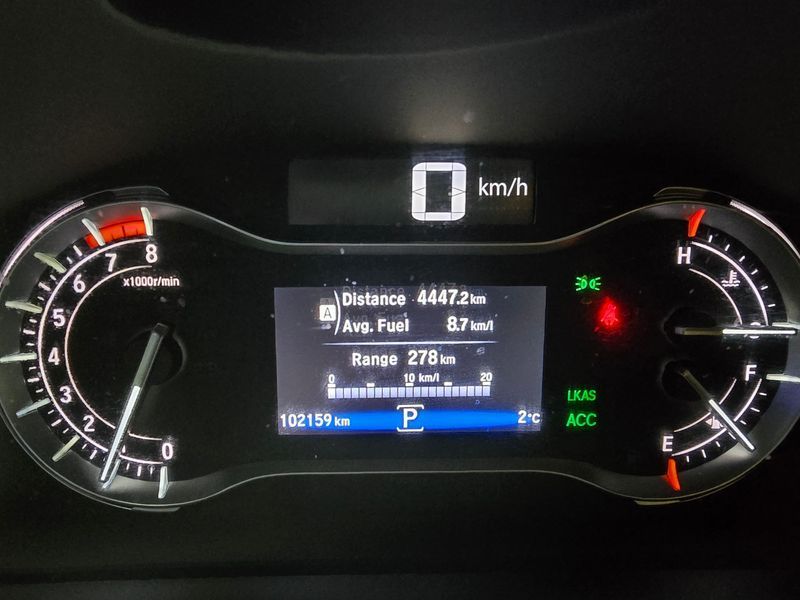 0 km/h
8
7
6
x1000r/min
5
4
3
2
0
A
Distance 4447.2 km
Avg. Fuel 8.7 km/l
Range 278 km
0 10 km/l 20
102159 km P 2°C
LKAS
ACC
H
F
E